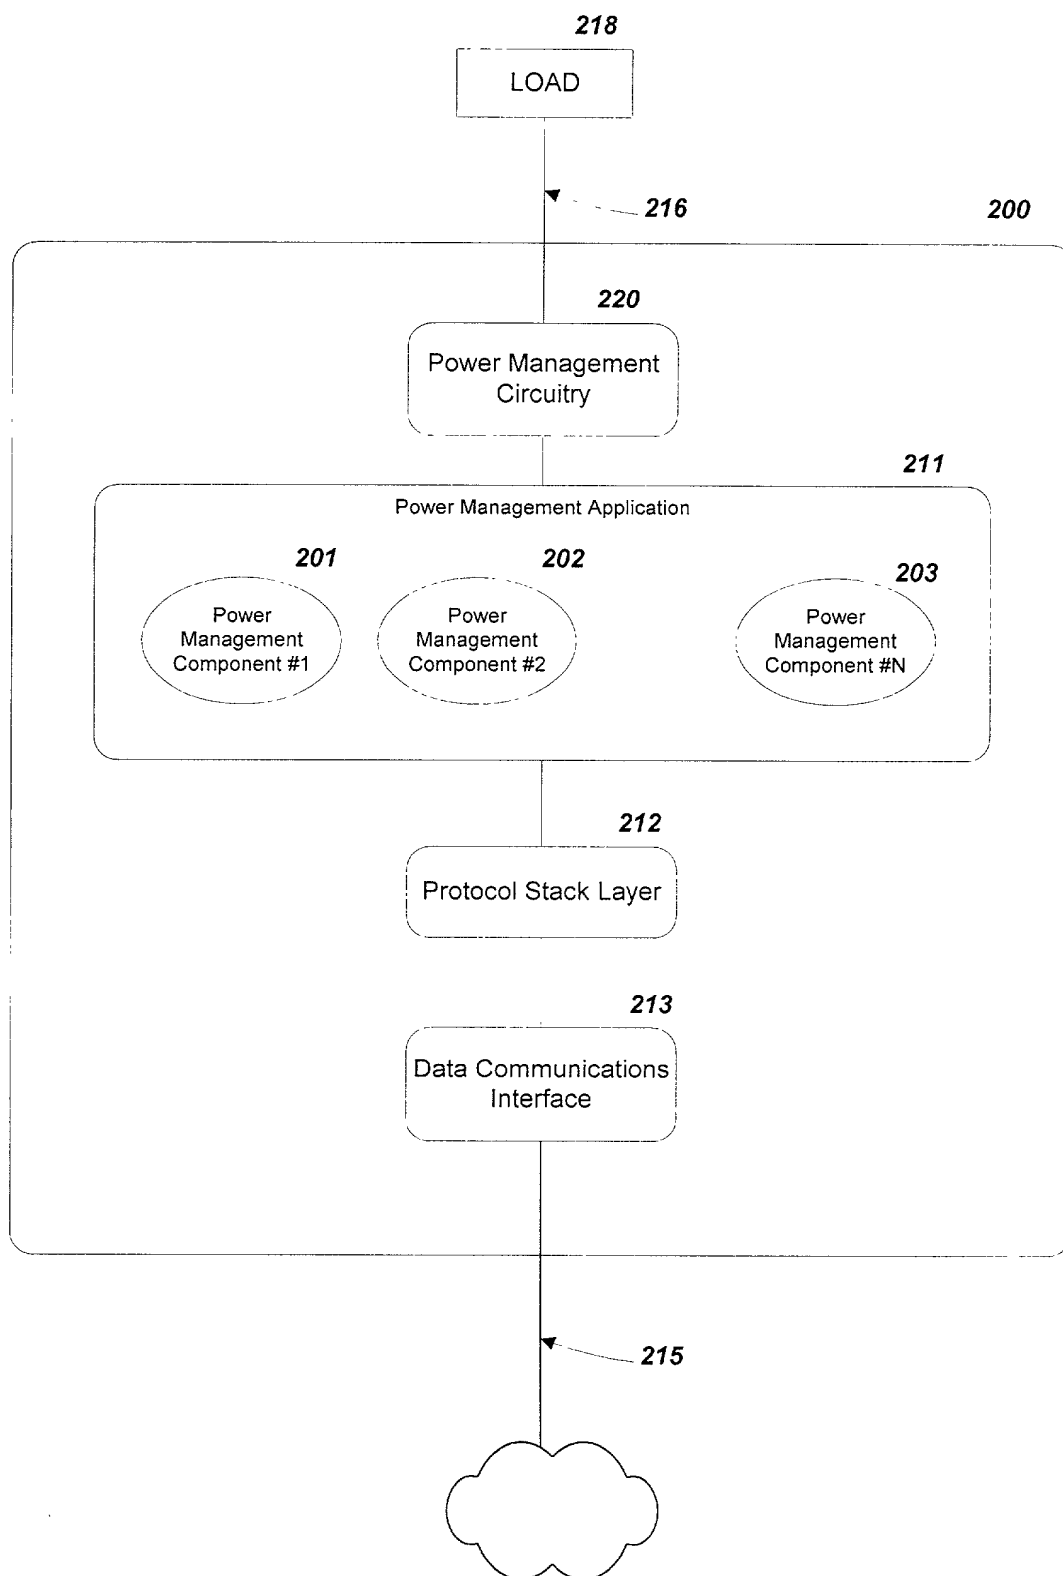 218
LOAD
216
200
220
Power Management
Circuitry
211
Power Management Application
201
202
203
Power
Management
Component #1
Power
Management
Component #2
Power
Management
Component #N
212
Protocol Stack Layer
213
Data Communications
Interface
215